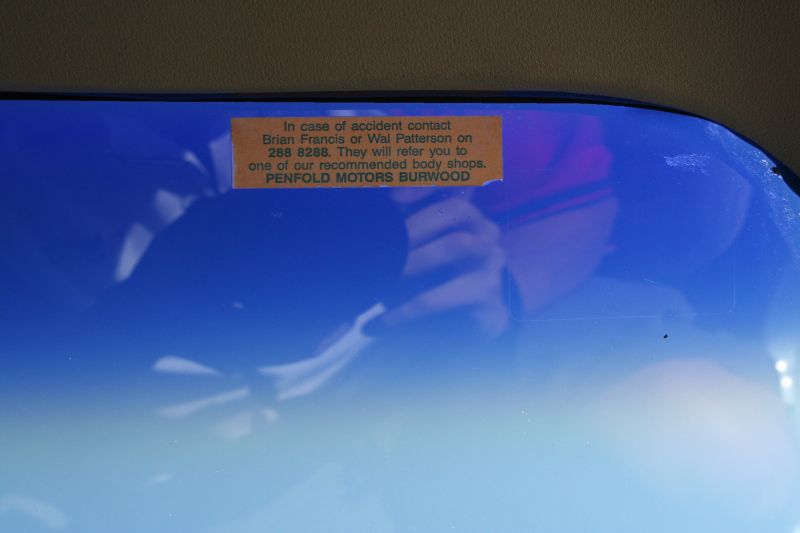 In case of accident contact
Brian Francis or Wal Patterson on
288 8288. They will refer you to
one of our recommended body shops.
PENFOLD MOTORS BURWOOD